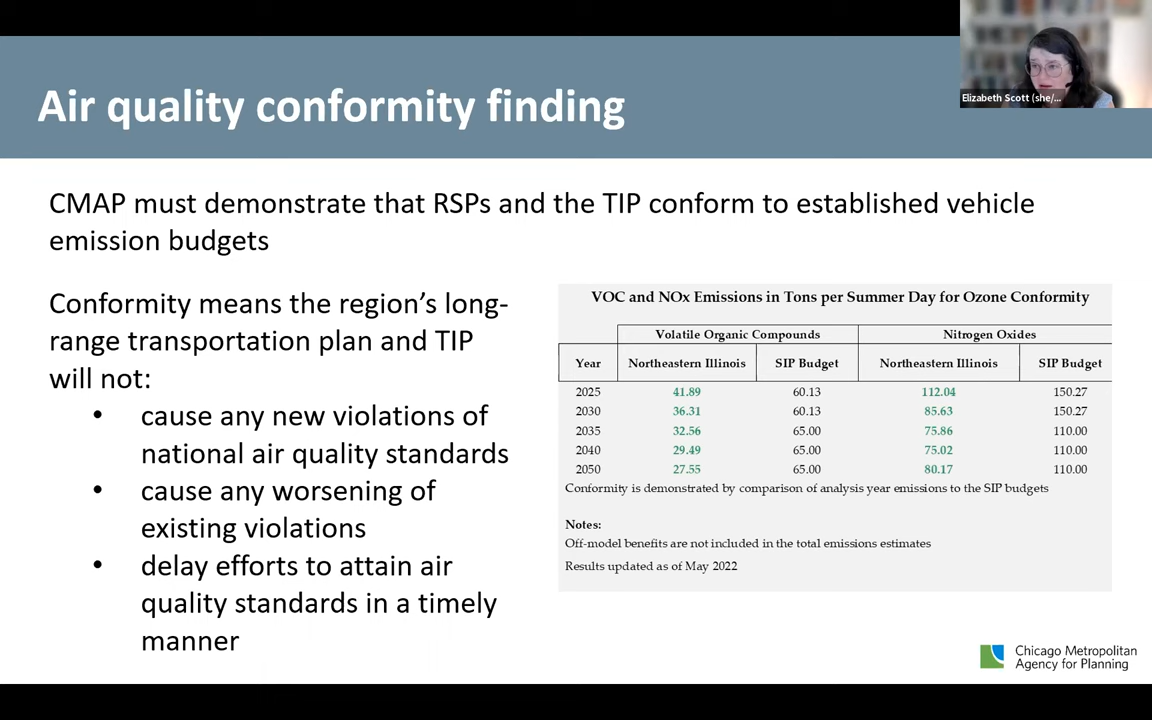 Elizabeth Scott (she/...
Air quality conformity finding
CMAP must demonstrate that RSPs and the TIP conform to established vehicle
emission budgets
Conformity means the region's long-
range transportation plan and TIP
will not:
• cause any new violations of
national air quality standards
• cause any worsening of
existing violations
• delay efforts to attain air
quality standards in a timely
manner
VOC and NOx Emissions in Tons per Summer Day for Ozone Conformity
Volatile Organic Compounds Nitrogen Oxides
Year Northeastern Illinois SIP Budget Northeastern Illinois SIP Budget
2025 41.89 60.13 112.04 150.27
2030 36.31 60.13 85.63 150.27
2035 32.56 65.00 75.86 110.00
2040 29.49 65.00 75.02 110.00
2050 27.55 65.00 80.17 110.00
Conformity is demonstrated by comparison of analysis year emissions to the SIP budgets
Notes:
Off-model benefits are not included in the total emissions estimates
Results updated as of May 2022
Chicago Metropolitan
Agency for Planning